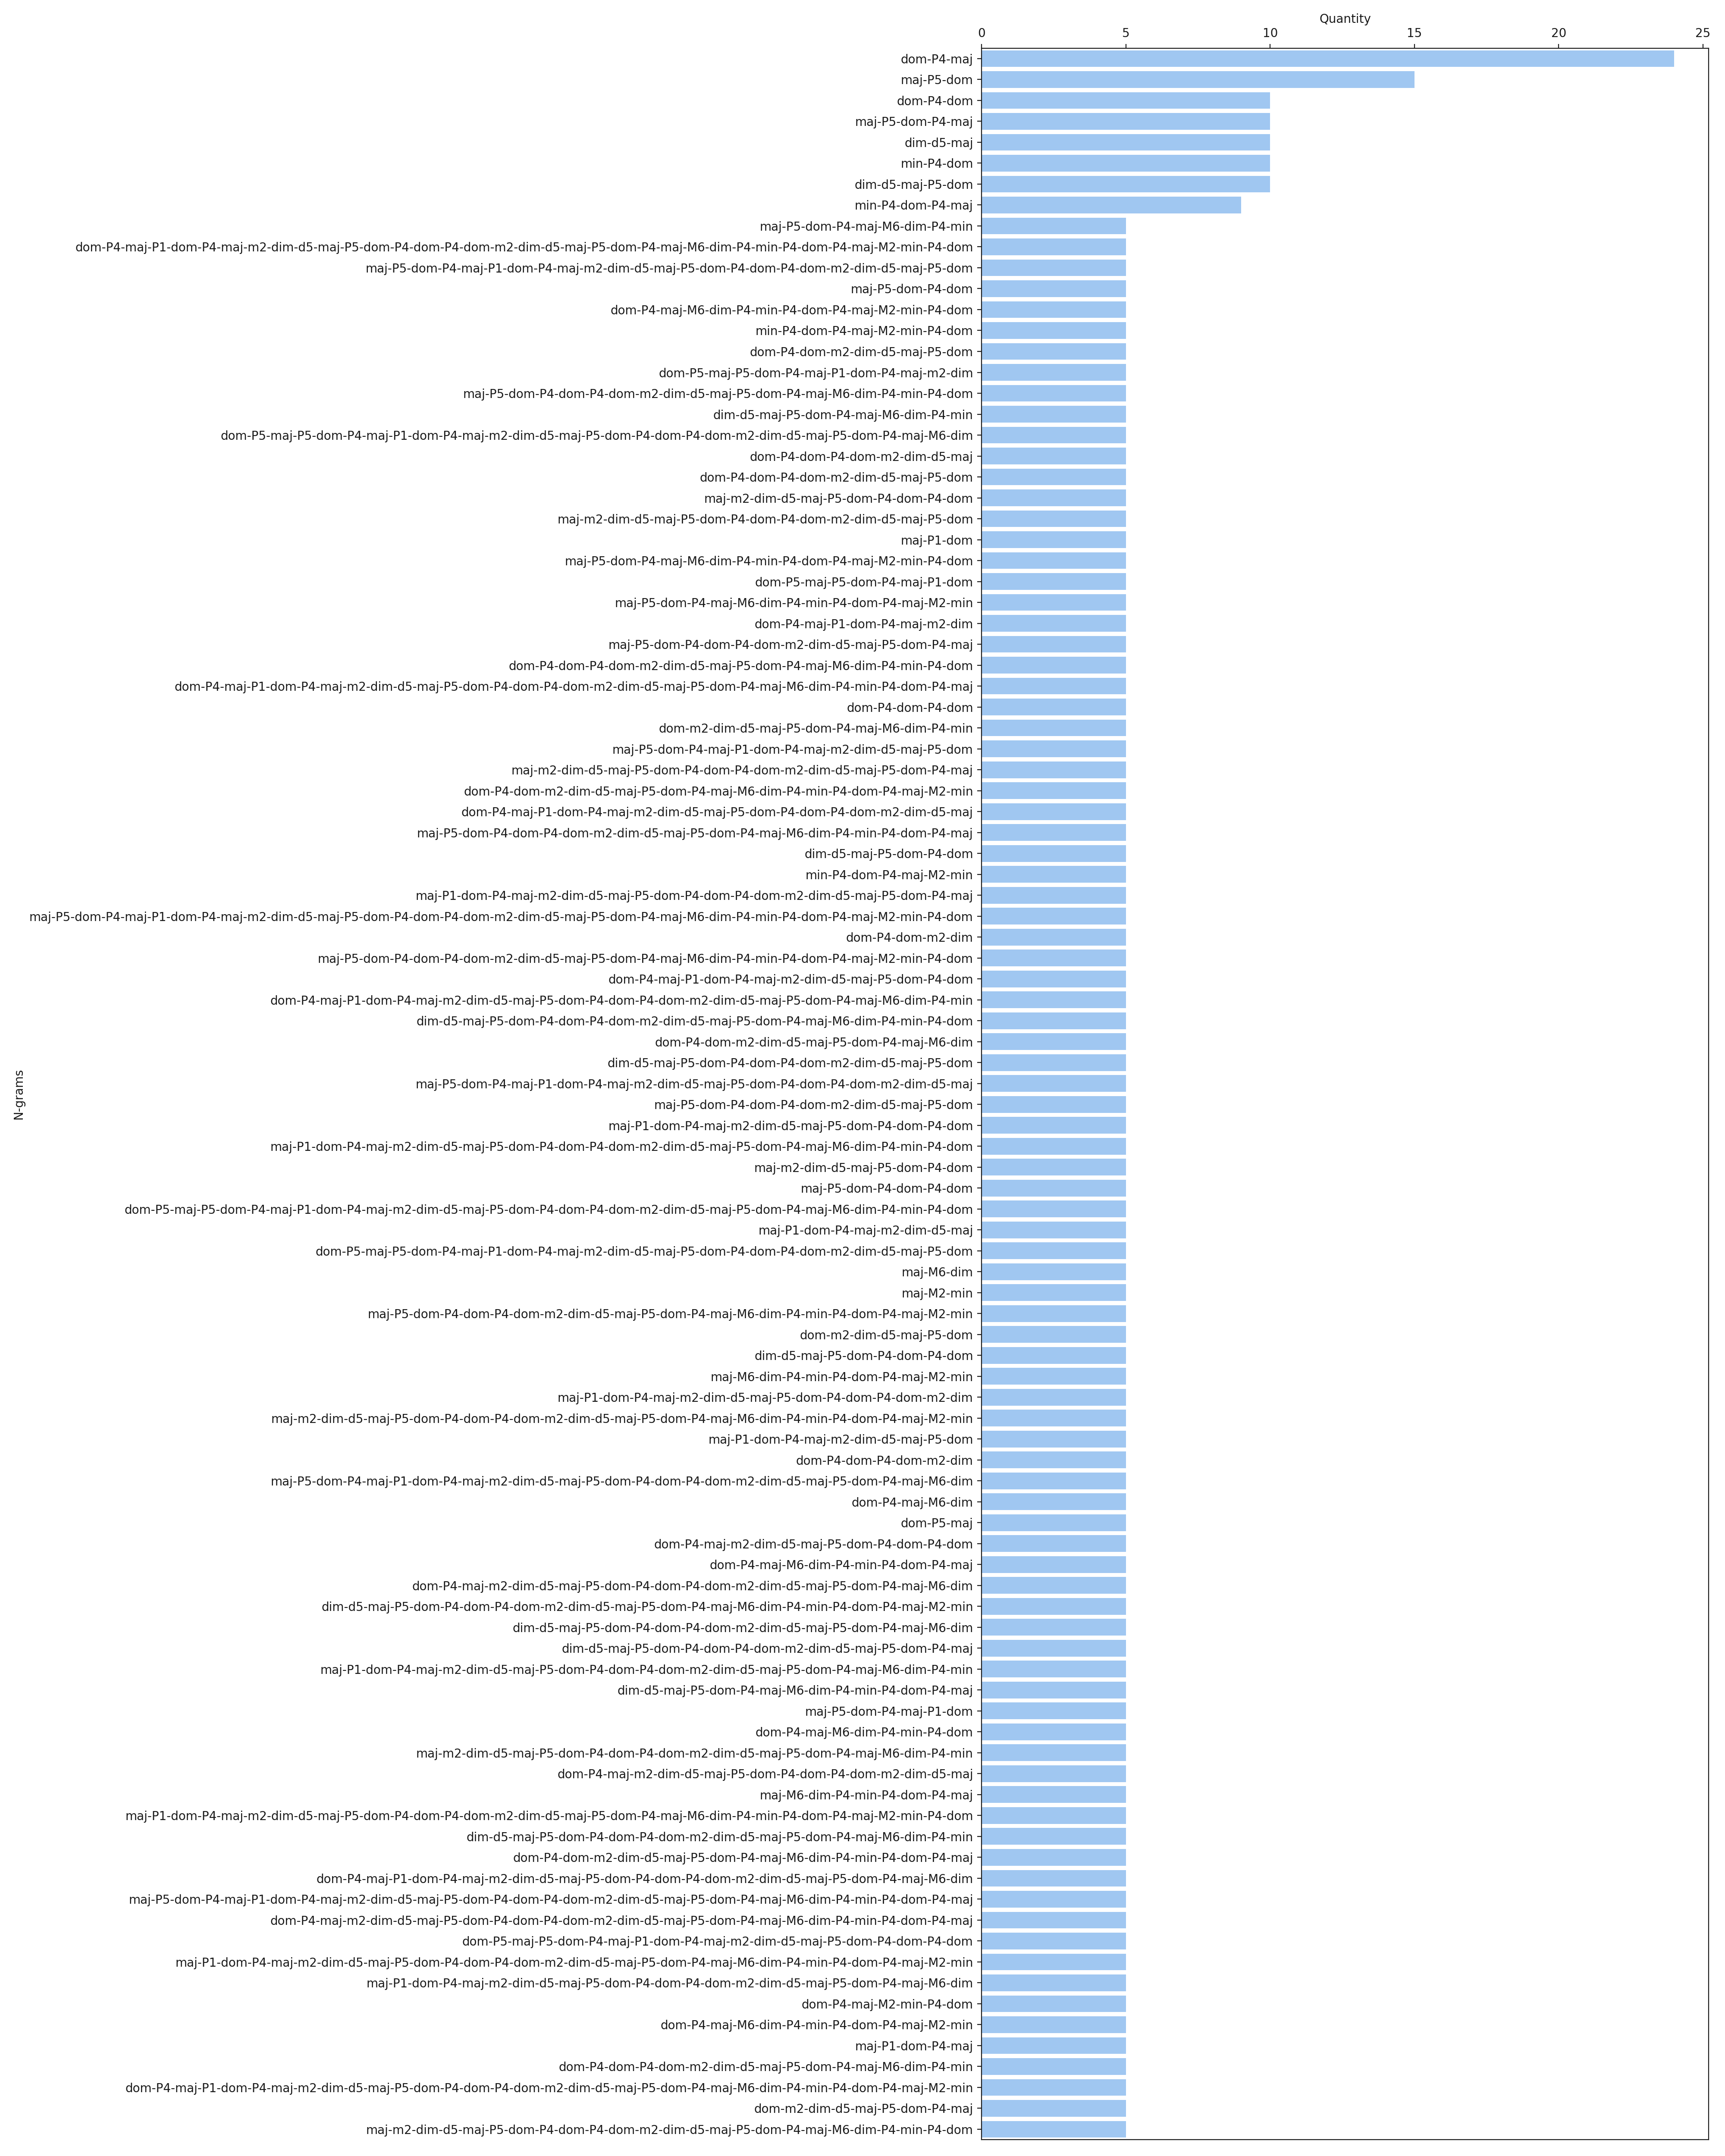 Quantity
0 5 10 15 20 25
dom-P4-maj
maj-P5-dom
dom-P4-dom
maj-P5-dom-P4-maj
dim-d5-maj
min-P4-dom
dim-d5-maj-P5-dom
min-P4-dom-P4-maj
maj-P5-dom-P4-maj-M6-dim-P4-min
dom-P4-maj-P1-dom-P4-maj-m2-dim-d5-maj-P5-dom-P4-dom-P4-dom-m2-dim-d5-maj-P5-dom-P4-maj-M6-dim-P4-min-P4-dom-P4-maj-M2-min-P4-dom
maj-P5-dom-P4-maj-P1-dom-P4-maj-m2-dim-d5-maj-P5-dom-P4-dom-P4-dom-m2-dim-d5-maj-P5-dom
maj-P5-dom-P4-dom
dom-P4-maj-M6-dim-P4-min-P4-dom-P4-maj-M2-min-P4-dom
min-P4-dom-P4-maj-M2-min-P4-dom
dom-P4-dom-m2-dim-d5-maj-P5-dom
dom-P5-maj-P5-dom-P4-maj-P1-dom-P4-maj-m2-dim
maj-P5-dom-P4-dom-P4-dom-m2-dim-d5-maj-P5-dom-P4-maj-M6-dim-P4-min-P4-dom
dim-d5-maj-P5-dom-P4-maj-M6-dim-P4-min
dom-P5-maj-P5-dom-P4-maj-P1-dom-P4-maj-m2-dim-d5-maj-P5-dom-P4-dom-P4-dom-m2-dim-d5-maj-P5-dom-P4-maj-M6-dim
dom-P4-dom-P4-dom-m2-dim-d5-maj
dom-P4-dom-P4-dom-m2-dim-d5-maj-P5-dom
maj-m2-dim-d5-maj-P5-dom-P4-dom-P4-dom
maj-m2-dim-d5-maj-P5-dom-P4-dom-P4-dom-m2-dim-d5-maj-P5-dom
maj-P1-dom
maj-P5-dom-P4-maj-M6-dim-P4-min-P4-dom-P4-maj-M2-min-P4-dom
dom-P5-maj-P5-dom-P4-maj-P1-dom
maj-P5-dom-P4-maj-M6-dim-P4-min-P4-dom-P4-maj-M2-min
dom-P4-maj-P1-dom-P4-maj-m2-dim
maj-P5-dom-P4-dom-P4-dom-m2-dim-d5-maj-P5-dom-P4-maj
dom-P4-dom-P4-dom-m2-dim-d5-maj-P5-dom-P4-maj-M6-dim-P4-min-P4-dom
dom-P4-maj-P1-dom-P4-maj-m2-dim-d5-maj-P5-dom-P4-dom-P4-dom-m2-dim-d5-maj-P5-dom-P4-maj-M6-dim-P4-min-P4-dom-P4-maj
dom-P4-dom-P4-dom
dom-m2-dim-d5-maj-P5-dom-P4-maj-M6-dim-P4-min
maj-P5-dom-P4-maj-P1-dom-P4-maj-m2-dim-d5-maj-P5-dom
maj-m2-dim-d5-maj-P5-dom-P4-dom-P4-dom-m2-dim-d5-maj-P5-dom-P4-maj
dom-P4-dom-m2-dim-d5-maj-P5-dom-P4-maj-M6-dim-P4-min-P4-dom-P4-maj-M2-min
dom-P4-maj-P1-dom-P4-maj-m2-dim-d5-maj-P5-dom-P4-dom-P4-dom-m2-dim-d5-maj
maj-P5-dom-P4-dom-P4-dom-m2-dim-d5-maj-P5-dom-P4-maj-M6-dim-P4-min-P4-dom-P4-maj
dim-d5-maj-P5-dom-P4-dom
min-P4-dom-P4-maj-M2-min
maj-P1-dom-P4-maj-m2-dim-d5-maj-P5-dom-P4-dom-P4-dom-m2-dim-d5-maj-P5-dom-P4-maj
maj-P5-dom-P4-maj-P1-dom-P4-maj-m2-dim-d5-maj-P5-dom-P4-dom-P4-dom-m2-dim-d5-maj-P5-dom-P4-maj-M6-dim-P4-min-P4-dom-P4-maj-M2-min-P4-dom
dom-P4-dom-m2-dim
maj-P5-dom-P4-dom-P4-dom-m2-dim-d5-maj-P5-dom-P4-maj-M6-dim-P4-min-P4-dom-P4-maj-M2-min-P4-dom
dom-P4-maj-P1-dom-P4-maj-m2-dim-d5-maj-P5-dom-P4-dom
dom-P4-maj-P1-dom-P4-maj-m2-dim-d5-maj-P5-dom-P4-dom-P4-dom-m2-dim-d5-maj-P5-dom-P4-maj-M6-dim-P4-min
dim-d5-maj-P5-dom-P4-dom-P4-dom-m2-dim-d5-maj-P5-dom-P4-maj-M6-dim-P4-min-P4-dom
dom-P4-dom-m2-dim-d5-maj-P5-dom-P4-maj-M6-dim
dim-d5-maj-P5-dom-P4-dom-P4-dom-m2-dim-d5-maj-P5-dom
maj-P5-dom-P4-maj-P1-dom-P4-maj-m2-dim-d5-maj-P5-dom-P4-dom-P4-dom-m2-dim-d5-maj
N-grams
maj-P5-dom-P4-dom-P4-dom-m2-dim-d5-maj-P5-dom
maj-P1-dom-P4-maj-m2-dim-d5-maj-P5-dom-P4-dom-P4-dom
maj-P1-dom-P4-maj-m2-dim-d5-maj-P5-dom-P4-dom-P4-dom-m2-dim-d5-maj-P5-dom-P4-maj-M6-dim-P4-min-P4-dom
maj-m2-dim-d5-maj-P5-dom-P4-dom
maj-P5-dom-P4-dom-P4-dom
dom-P5-maj-P5-dom-P4-maj-P1-dom-P4-maj-m2-dim-d5-maj-P5-dom-P4-dom-P4-dom-m2-dim-d5-maj-P5-dom-P4-maj-M6-dim-P4-min-P4-dom
maj-P1-dom-P4-maj-m2-dim-d5-maj
dom-P5-maj-P5-dom-P4-maj-P1-dom-P4-maj-m2-dim-d5-maj-P5-dom-P4-dom-P4-dom-m2-dim-d5-maj-P5-dom
maj-M6-dim
maj-M2-min
maj-P5-dom-P4-dom-P4-dom-m2-dim-d5-maj-P5-dom-P4-maj-M6-dim-P4-min-P4-dom-P4-maj-M2-min
dom-m2-dim-d5-maj-P5-dom
dim-d5-maj-P5-dom-P4-dom-P4-dom
maj-M6-dim-P4-min-P4-dom-P4-maj-M2-min
maj-P1-dom-P4-maj-m2-dim-d5-maj-P5-dom-P4-dom-P4-dom-m2-dim
maj-m2-dim-d5-maj-P5-dom-P4-dom-P4-dom-m2-dim-d5-maj-P5-dom-P4-maj-M6-dim-P4-min-P4-dom-P4-maj-M2-min
maj-P1-dom-P4-maj-m2-dim-d5-maj-P5-dom
dom-P4-dom-P4-dom-m2-dim
maj-P5-dom-P4-maj-P1-dom-P4-maj-m2-dim-d5-maj-P5-dom-P4-dom-P4-dom-m2-dim-d5-maj-P5-dom-P4-maj-M6-dim
dom-P4-maj-M6-dim
dom-P5-maj
dom-P4-maj-m2-dim-d5-maj-P5-dom-P4-dom-P4-dom
dom-P4-maj-M6-dim-P4-min-P4-dom-P4-maj
dom-P4-maj-m2-dim-d5-maj-P5-dom-P4-dom-P4-dom-m2-dim-d5-maj-P5-dom-P4-maj-M6-dim
dim-d5-maj-P5-dom-P4-dom-P4-dom-m2-dim-d5-maj-P5-dom-P4-maj-M6-dim-P4-min-P4-dom-P4-maj-M2-min
dim-d5-maj-P5-dom-P4-dom-P4-dom-m2-dim-d5-maj-P5-dom-P4-maj-M6-dim
dim-d5-maj-P5-dom-P4-dom-P4-dom-m2-dim-d5-maj-P5-dom-P4-maj
maj-P1-dom-P4-maj-m2-dim-d5-maj-P5-dom-P4-dom-P4-dom-m2-dim-d5-maj-P5-dom-P4-maj-M6-dim-P4-min
dim-d5-maj-P5-dom-P4-maj-M6-dim-P4-min-P4-dom-P4-maj
maj-P5-dom-P4-maj-P1-dom
dom-P4-maj-M6-dim-P4-min-P4-dom
maj-m2-dim-d5-maj-P5-dom-P4-dom-P4-dom-m2-dim-d5-maj-P5-dom-P4-maj-M6-dim-P4-min
dom-P4-maj-m2-dim-d5-maj-P5-dom-P4-dom-P4-dom-m2-dim-d5-maj
maj-M6-dim-P4-min-P4-dom-P4-maj
maj-P1-dom-P4-maj-m2-dim-d5-maj-P5-dom-P4-dom-P4-dom-m2-dim-d5-maj-P5-dom-P4-maj-M6-dim-P4-min-P4-dom-P4-maj-M2-min-P4-dom
dim-d5-maj-P5-dom-P4-dom-P4-dom-m2-dim-d5-maj-P5-dom-P4-maj-M6-dim-P4-min
dom-P4-dom-m2-dim-d5-maj-P5-dom-P4-maj-M6-dim-P4-min-P4-dom-P4-maj
dom-P4-maj-P1-dom-P4-maj-m2-dim-d5-maj-P5-dom-P4-dom-P4-dom-m2-dim-d5-maj-P5-dom-P4-maj-M6-dim
maj-P5-dom-P4-maj-P1-dom-P4-maj-m2-dim-d5-maj-P5-dom-P4-dom-P4-dom-m2-dim-d5-maj-P5-dom-P4-maj-M6-dim-P4-min-P4-dom-P4-maj
dom-P4-maj-m2-dim-d5-maj-P5-dom-P4-dom-P4-dom-m2-dim-d5-maj-P5-dom-P4-maj-M6-dim-P4-min-P4-dom-P4-maj
dom-P5-maj-P5-dom-P4-maj-P1-dom-P4-maj-m2-dim-d5-maj-P5-dom-P4-dom-P4-dom
maj-P1-dom-P4-maj-m2-dim-d5-maj-P5-dom-P4-dom-P4-dom-m2-dim-d5-maj-P5-dom-P4-maj-M6-dim-P4-min-P4-dom-P4-maj-M2-min
maj-P1-dom-P4-maj-m2-dim-d5-maj-P5-dom-P4-dom-P4-dom-m2-dim-d5-maj-P5-dom-P4-maj-M6-dim
dom-P4-maj-M2-min-P4-dom
dom-P4-maj-M6-dim-P4-min-P4-dom-P4-maj-M2-min
maj-P1-dom-P4-maj
dom-P4-dom-P4-dom-m2-dim-d5-maj-P5-dom-P4-maj-M6-dim-P4-min
dom-P4-maj-P1-dom-P4-maj-m2-dim-d5-maj-P5-dom-P4-dom-P4-dom-m2-dim-d5-maj-P5-dom-P4-maj-M6-dim-P4-min-P4-dom-P4-maj-M2-min
dom-m2-dim-d5-maj-P5-dom-P4-maj
maj-m2-dim-d5-maj-P5-dom-P4-dom-P4-dom-m2-dim-d5-maj-P5-dom-P4-maj-M6-dim-P4-min-P4-dom